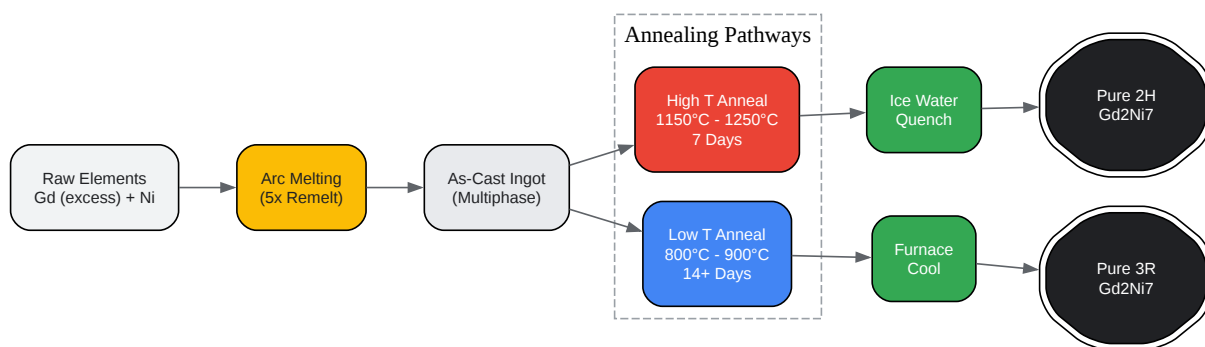 Raw Elements
Gd (excess) + Ni
Arc Melting
(5x Remelt)
As-Cast Ingot
(Multiphase)
Annealing Pathways
High T Anneal
1150°C - 1250°C
7 Days
Low T Anneal
800°C - 900°C
14+ Days
Ice Water
Quench
Furnace
Cool
Pure 2H
Gd2Ni7
Pure 3R
Gd2Ni7